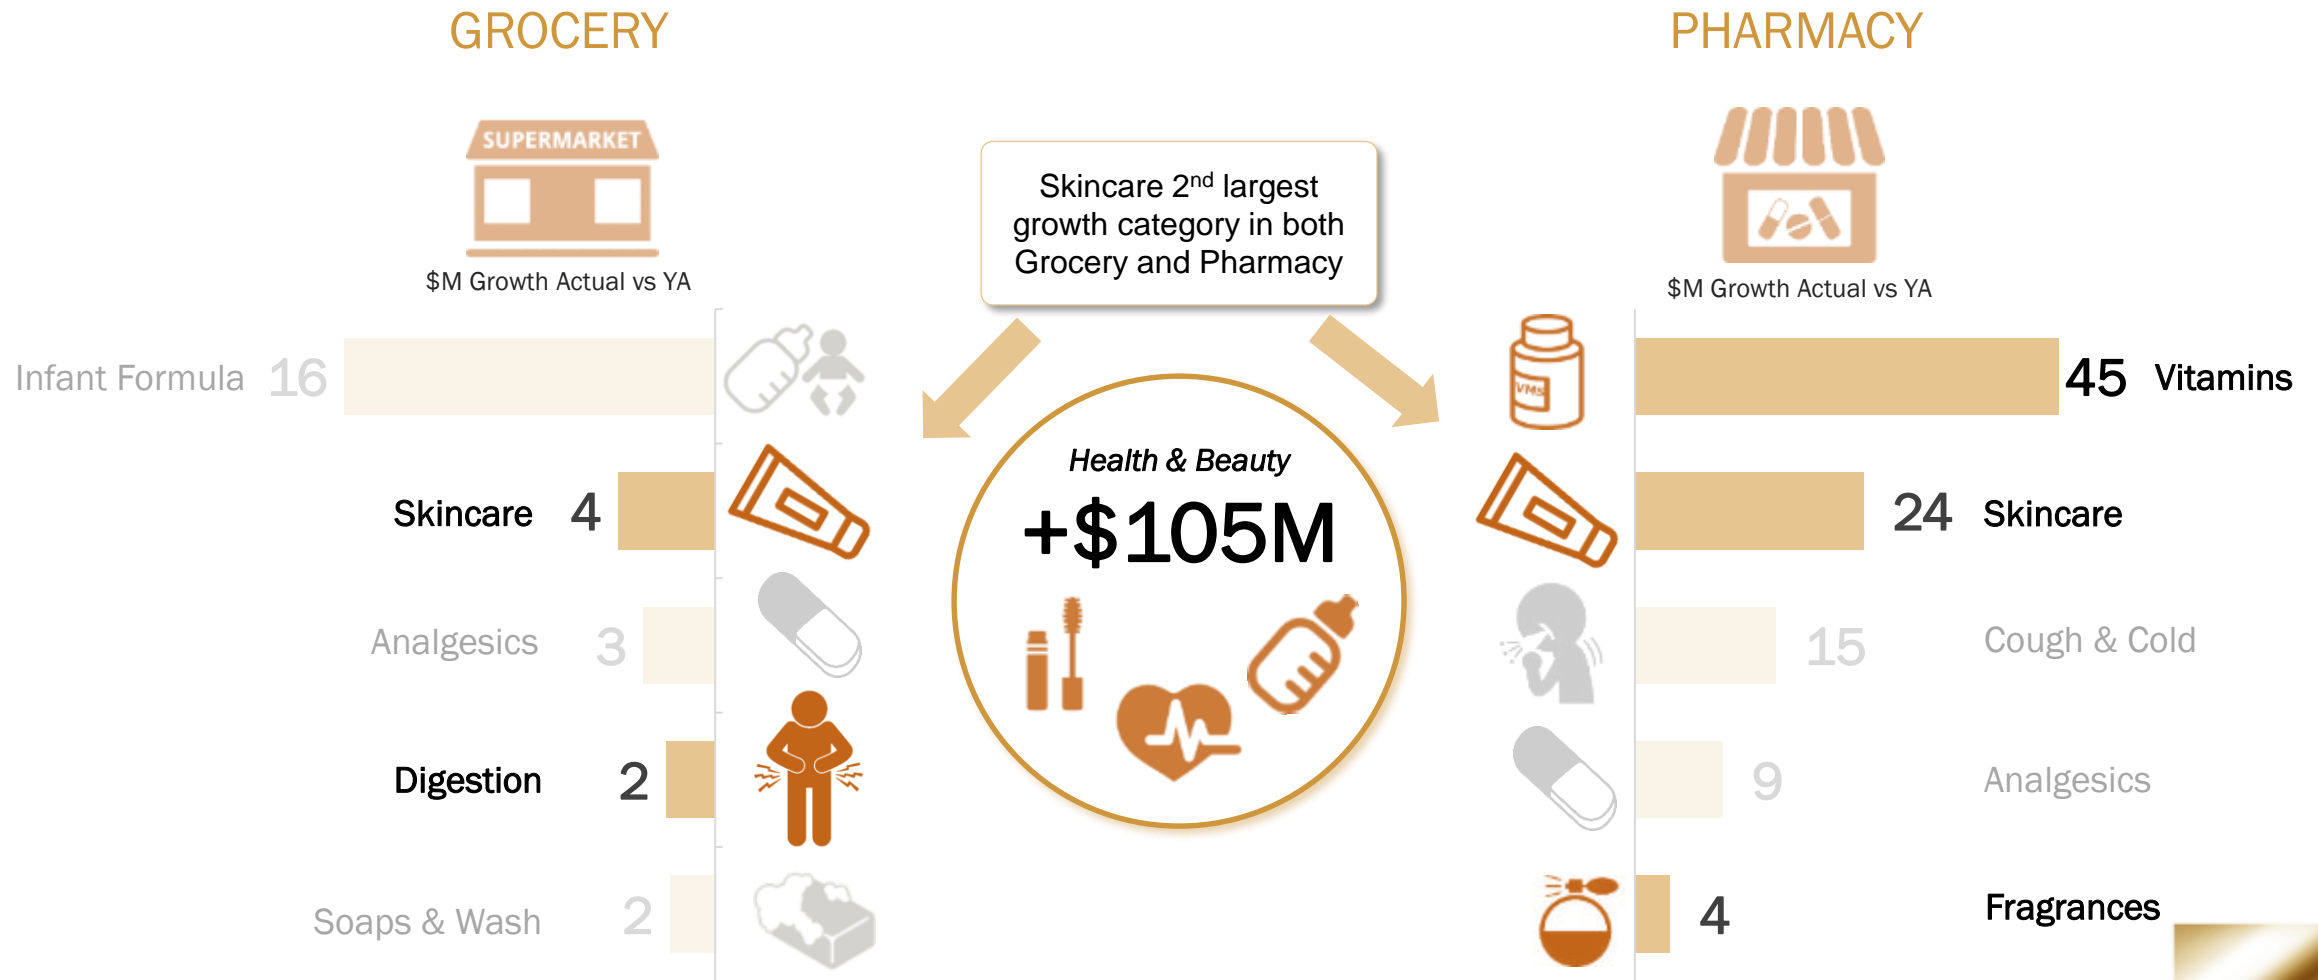 GROCERY
PHARMACY
SUPERMARKET
$M Growth Actual vs YA
Skincare 2nd largest
growth category in both
Grocery and Pharmacy
$M Growth Actual vs YA
Infant Formula 16
Skincare 4
Analgesics 3
Digestion 2
Soaps & Wash 2
Health & Beauty
+$105M
VMS
45 Vitamins
24 Skincare
15 Cough & Cold
9 Analgesics
4 Fragrances